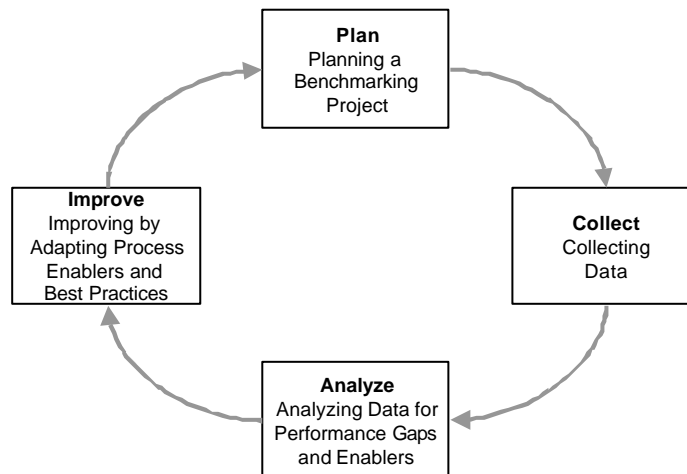 Plan
Planning a
Benchmarking
Project
Collect
Collecting
Data
Analyze
Analyzing Data for
Performance Gaps
and Enablers
Improve
Improving by
Adapting Process
Enablers and
Best Practices